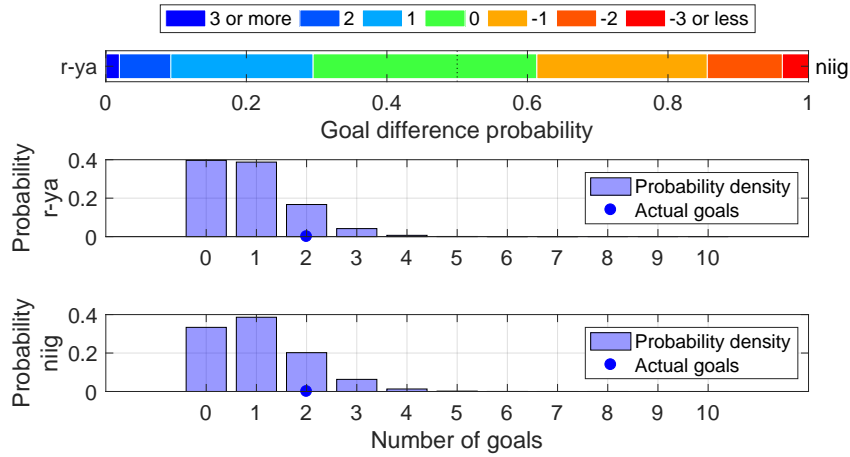 3 or more 2 1 0 -1 -2 -3 or less
r-ya niig
0 0.2 0.4 0.6 0.8 1
Goal difference probability
Probability
r-ya
0.4
0.2
0
Probability density
Actual goals
0 1 2 3 4 5 6 7 8 9 10
Probability
niig
0.4
0.2
0
Probability density
Actual goals
0 1 2 3 4 5 6 7 8 9 10
Number of goals